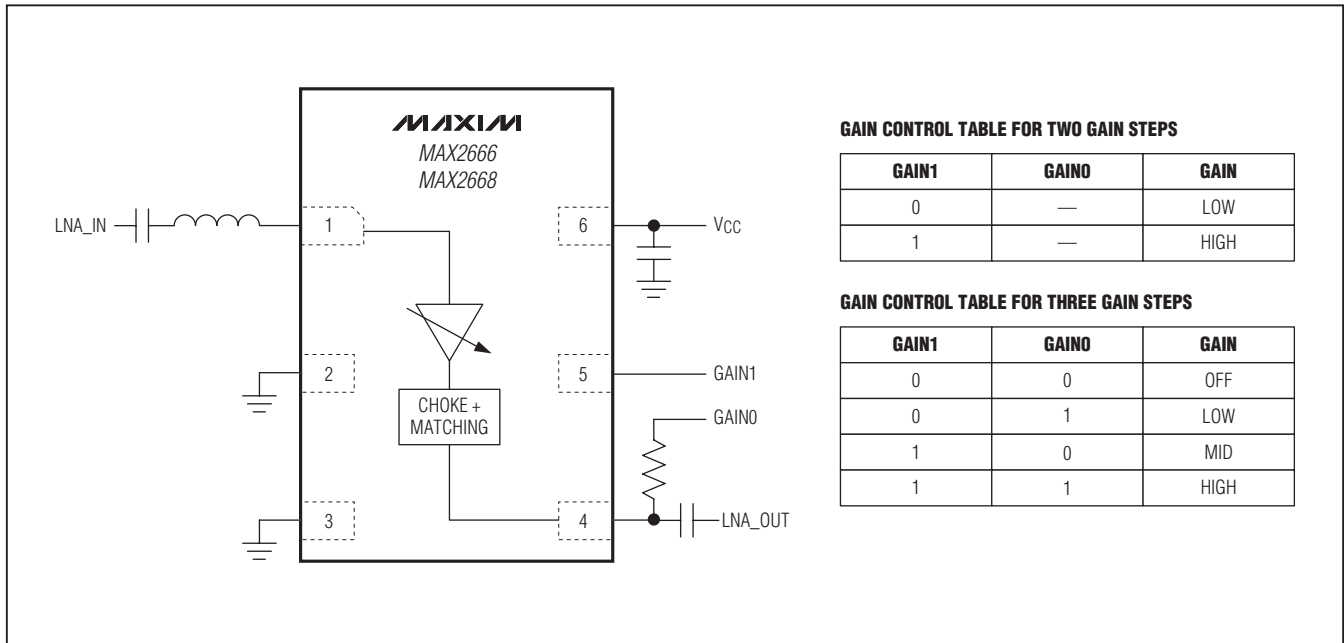 MAXIM
MAX2666
MAX2668
LNA_IN
1
6
VCC
2
5
GAIN1
CHOKE +
MATCHING
GAIN0
3
4
LNA_OUT
GAIN CONTROL TABLE FOR TWO GAIN STEPS
GAIN1 GAIN0 GAIN
0 — LOW
1 — HIGH
GAIN CONTROL TABLE FOR THREE GAIN STEPS
GAIN1 GAIN0 GAIN
0 0 OFF
0 1 LOW
1 0 MID
1 1 HIGH